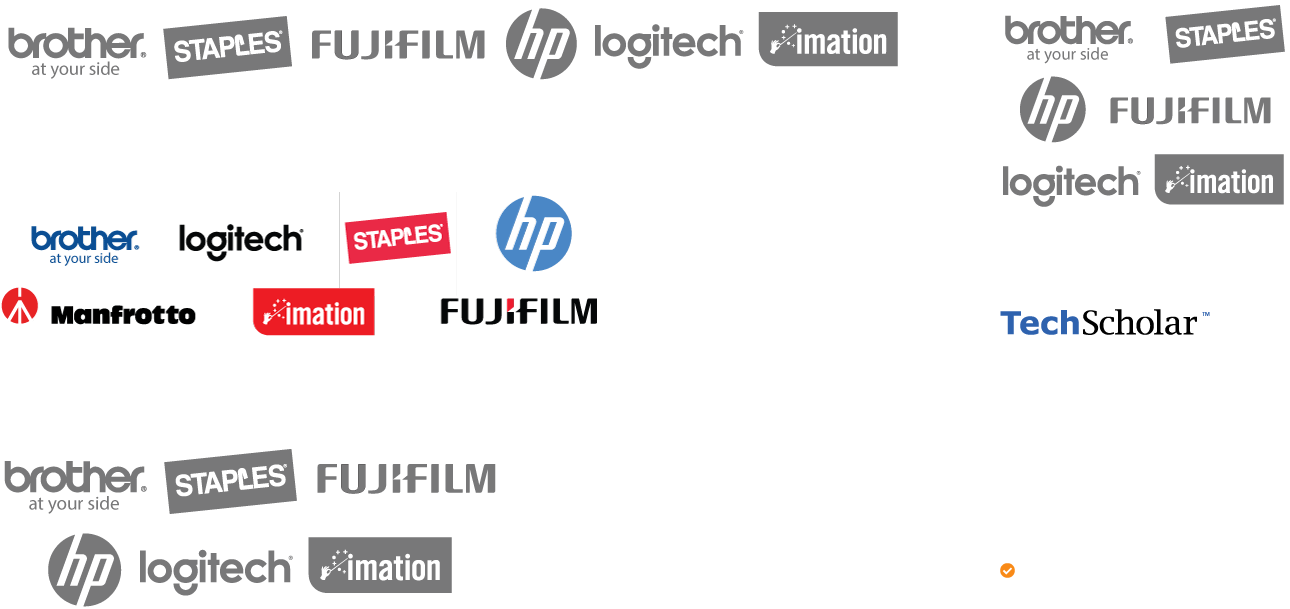 brother® STAPLES® FUJIFILM hp logitech® imation
at your side
brother® STAPLES®
at your side
hp FUJIFILM
logitech® imation
brother® logitech® STAPLES® hp
at your side
Manfrotto imation FUJIFILM
TechScholar™
brother® STAPLES® FUJIFILM
at your side
hp logitech® imation